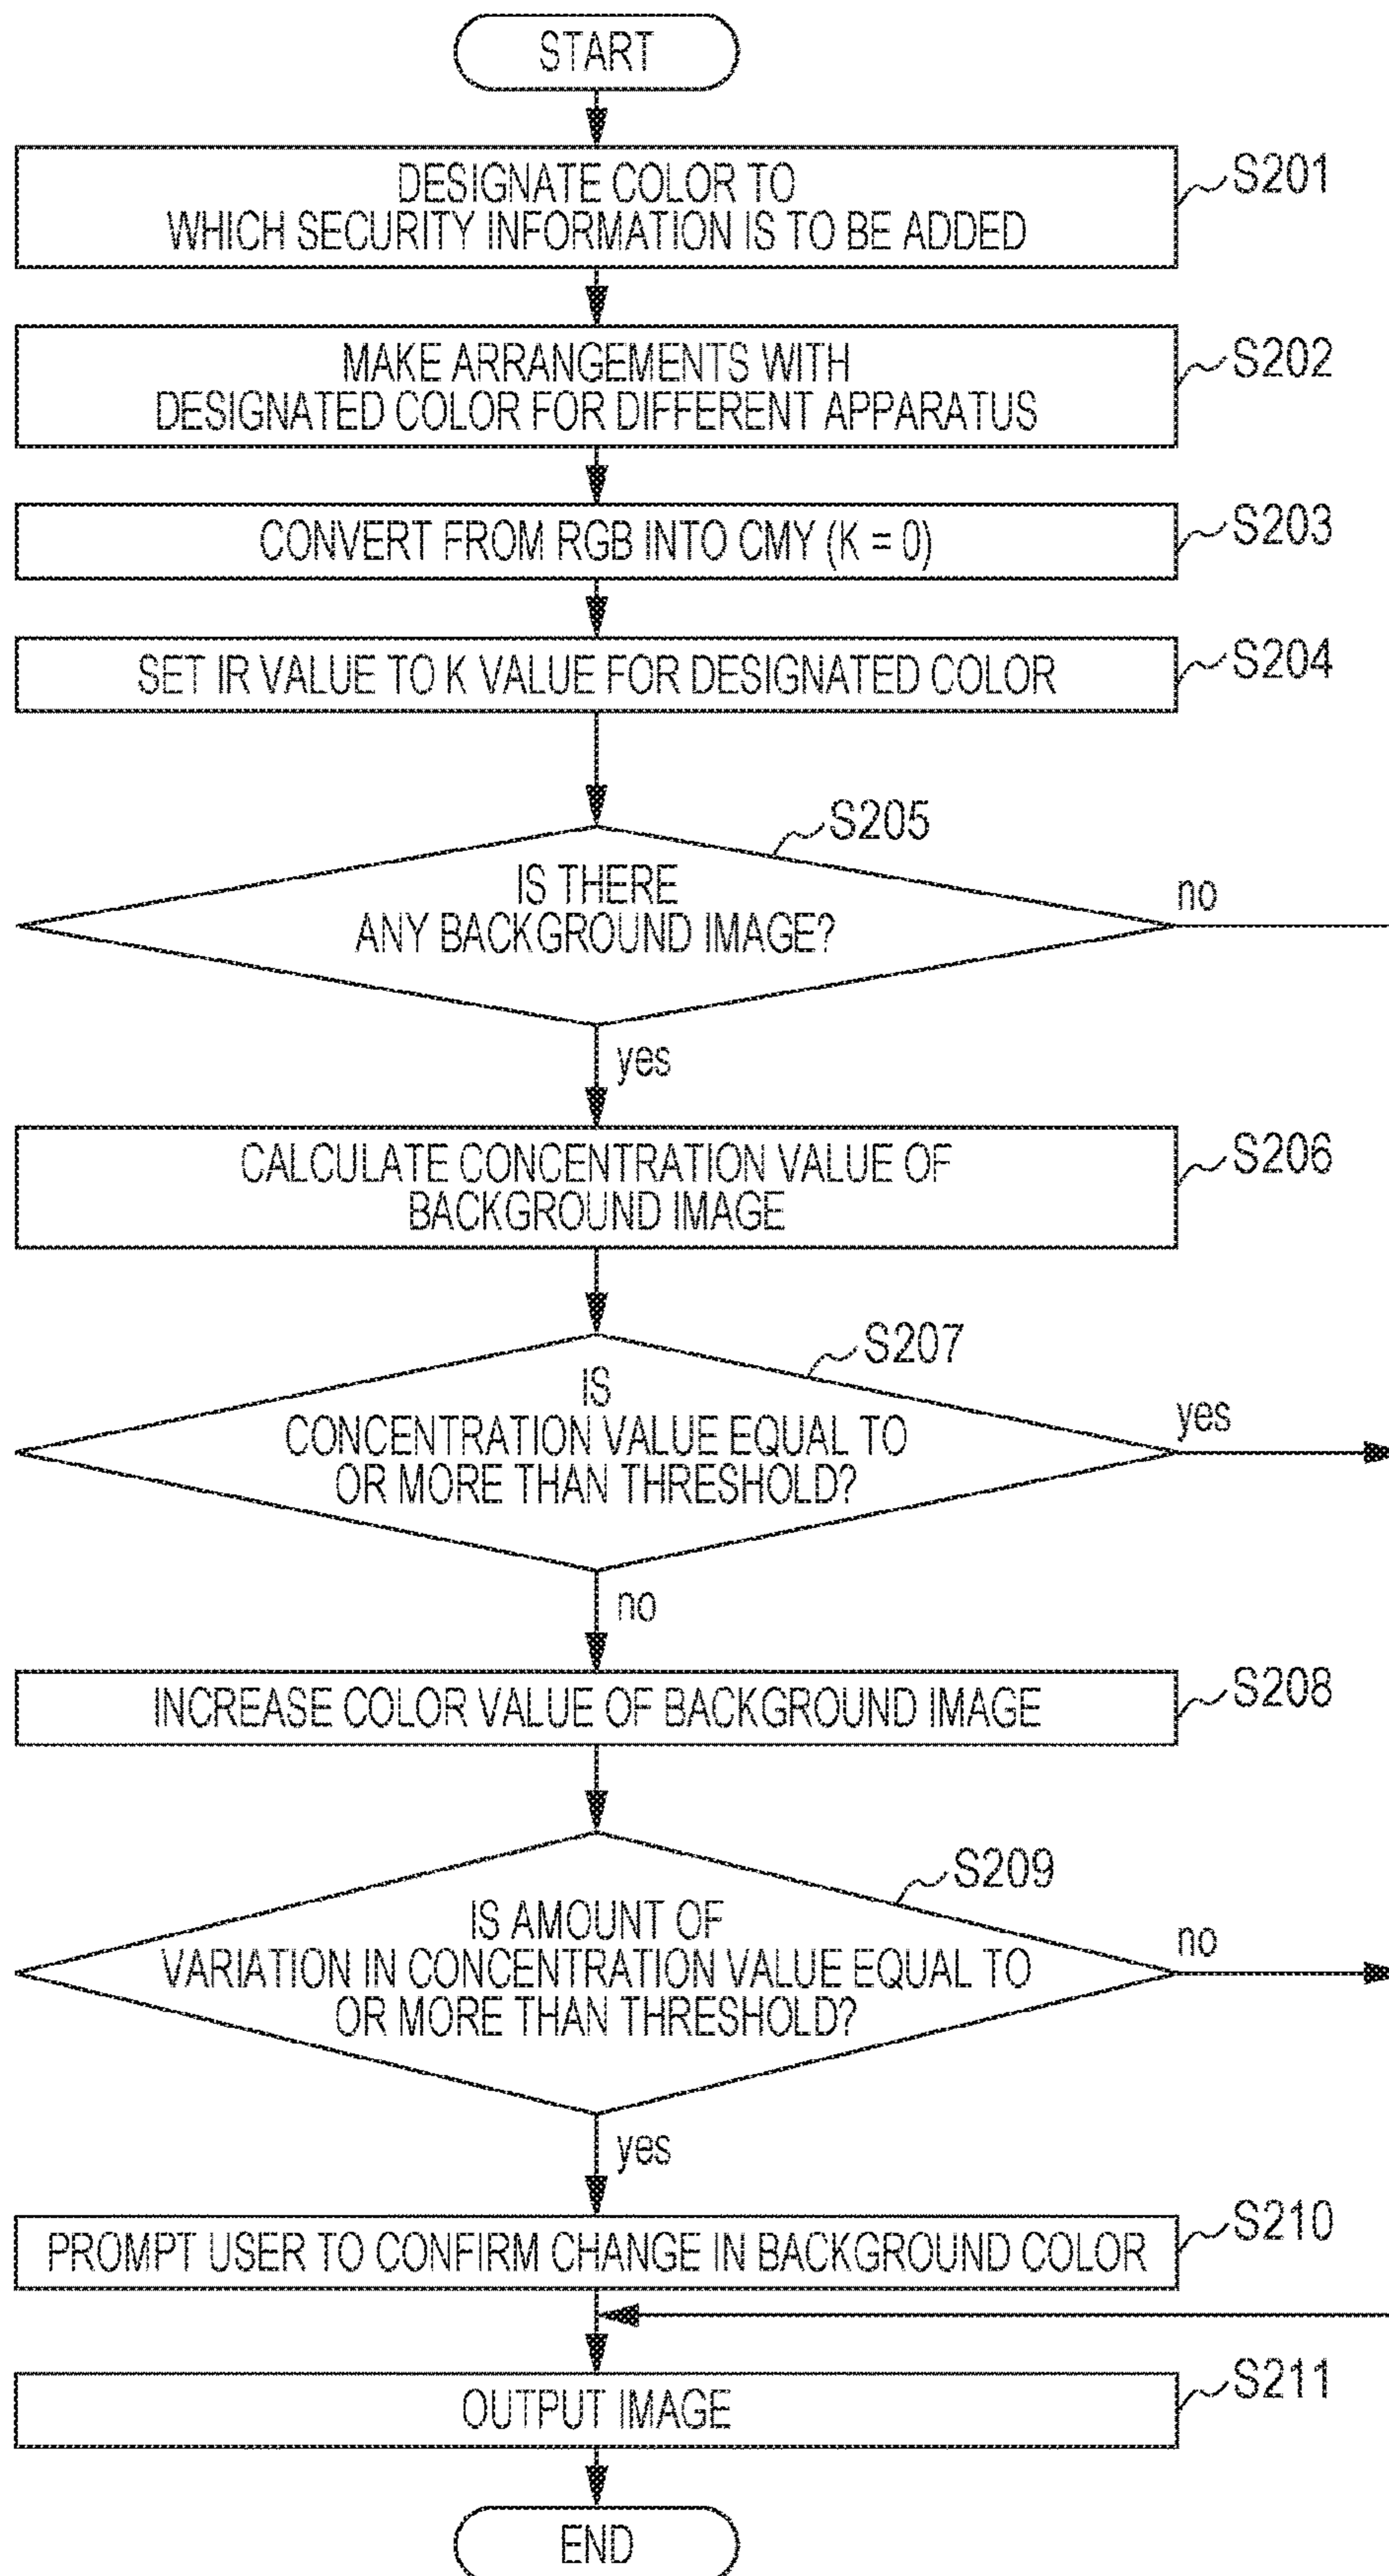 START
DESIGNATE COLOR TO
WHICH SECURITY INFORMATION IS TO BE ADDED
S201
MAKE ARRANGEMENTS WITH
DESIGNATED COLOR FOR DIFFERENT APPARATUS
S202
CONVERT FROM RGB INTO CMY (K = 0)
S203
SET IR VALUE TO K VALUE FOR DESIGNATED COLOR
S204
S205
IS THERE
ANY BACKGROUND IMAGE?
no
yes
CALCULATE CONCENTRATION VALUE OF
BACKGROUND IMAGE
S206
S207
IS
CONCENTRATION VALUE EQUAL TO
OR MORE THAN THRESHOLD?
yes
no
INCREASE COLOR VALUE OF BACKGROUND IMAGE
S208
S209
IS AMOUNT OF
VARIATION IN CONCENTRATION VALUE EQUAL TO
OR MORE THAN THRESHOLD?
no
yes
PROMPT USER TO CONFIRM CHANGE IN BACKGROUND COLOR
S210
OUTPUT IMAGE
S211
END